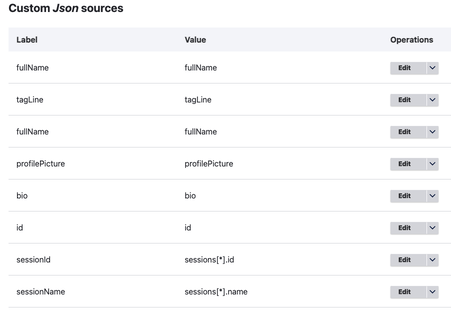 Custom Json sources
Label Value Operations
fullName fullName Edit
tagLine tagLine Edit
fullName fullName Edit
profilePicture profilePicture Edit
bio bio Edit
id id Edit
sessionId sessions[*].id Edit
sessionName sessions[*].name Edit